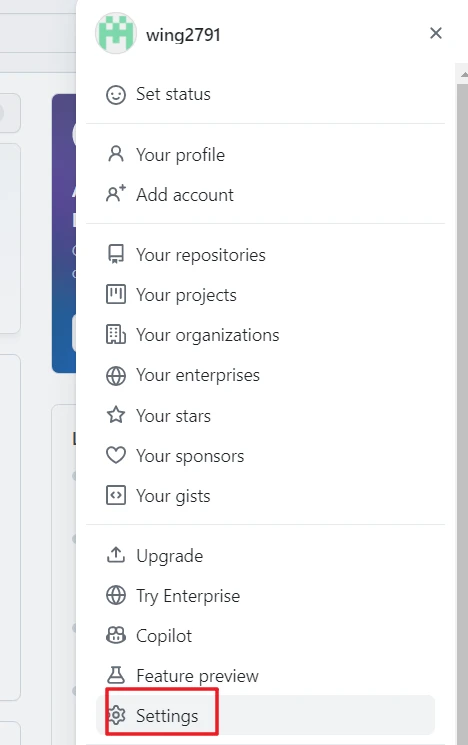 wing2791
Set status
Your profile
Add account
Your repositories
Your projects
Your organizations
Your enterprises
Your stars
Your sponsors
Your gists
Upgrade
Try Enterprise
Copilot
Feature preview
Settings